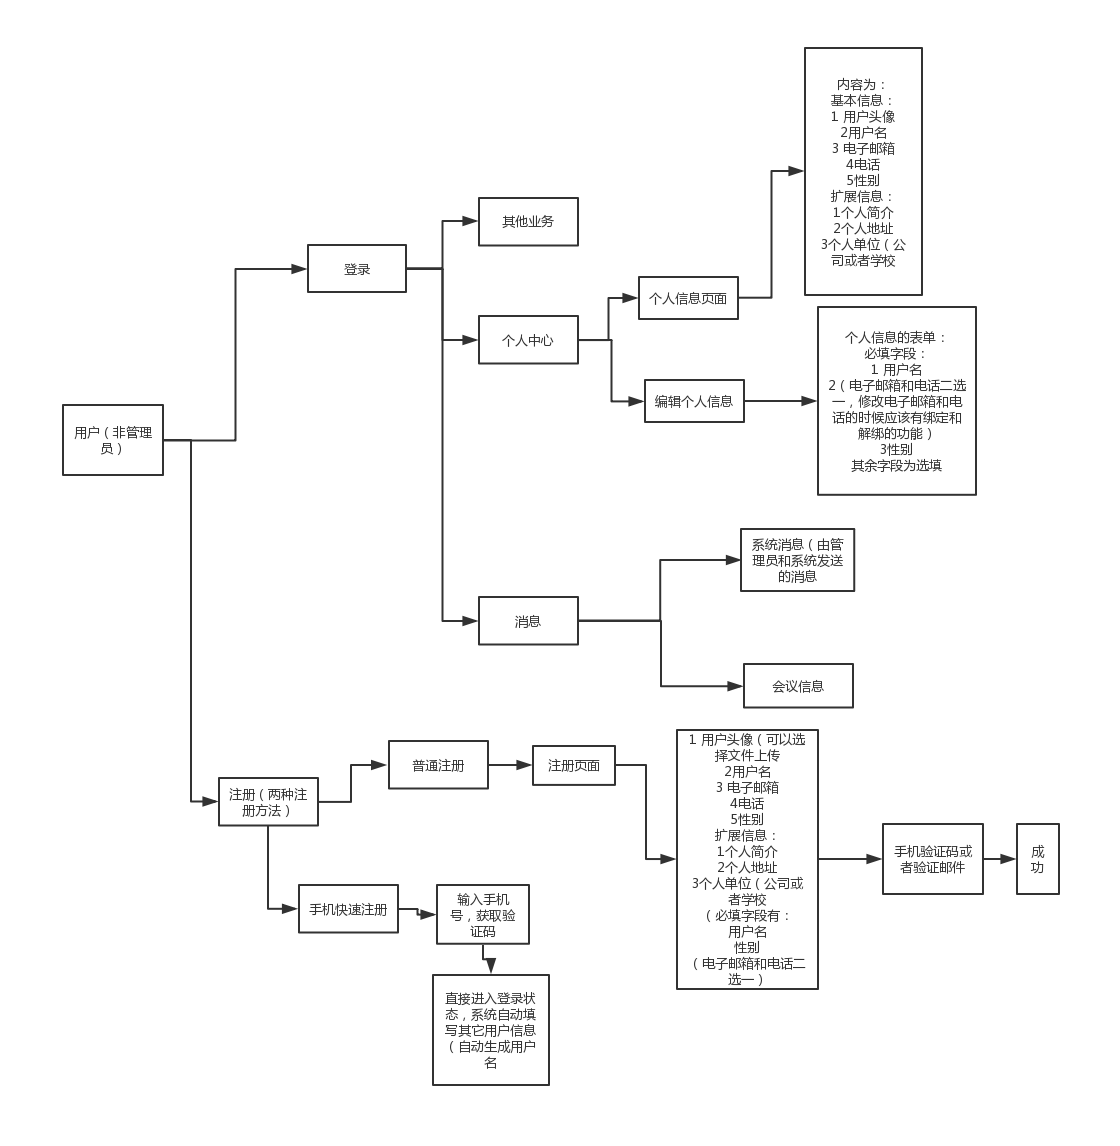 内容为：
基本信息：
1 用户头像
2用户名
3 电子邮箱
4电话
5性别
扩展信息：
1个人简介
2个人地址
3个人单位（公
司或者学校
其他业务
登录
个人信息页面
个人中心
个人信息的表单：
必填字段：
1 用户名
2（电子邮箱和电话二选
一，修改电子邮箱和电
话的时候应该有绑定和
解绑的功能）
3性别
其余字段为选填
编辑个人信息
用户（非管理
员）
系统消息（由管
理员和系统发送
的消息
消息
会议信息
1 用户头像（可以选
择文件上传
2用户名
3 电子邮箱
4电话
5性别
扩展信息：
1个人简介
2个人地址
3个人单位（公司或
者学校
（必填字段有：
用户名
性别
（电子邮箱和电话二
选一）
普通注册
注册页面
注册（两种注
册方法）
手机验证码或
者验证邮件
成
功
手机快速注册
输入手机
号，获取验
证码
直接进入登录状
态，系统自动填
写其它用户信息
（自动生成用户
名